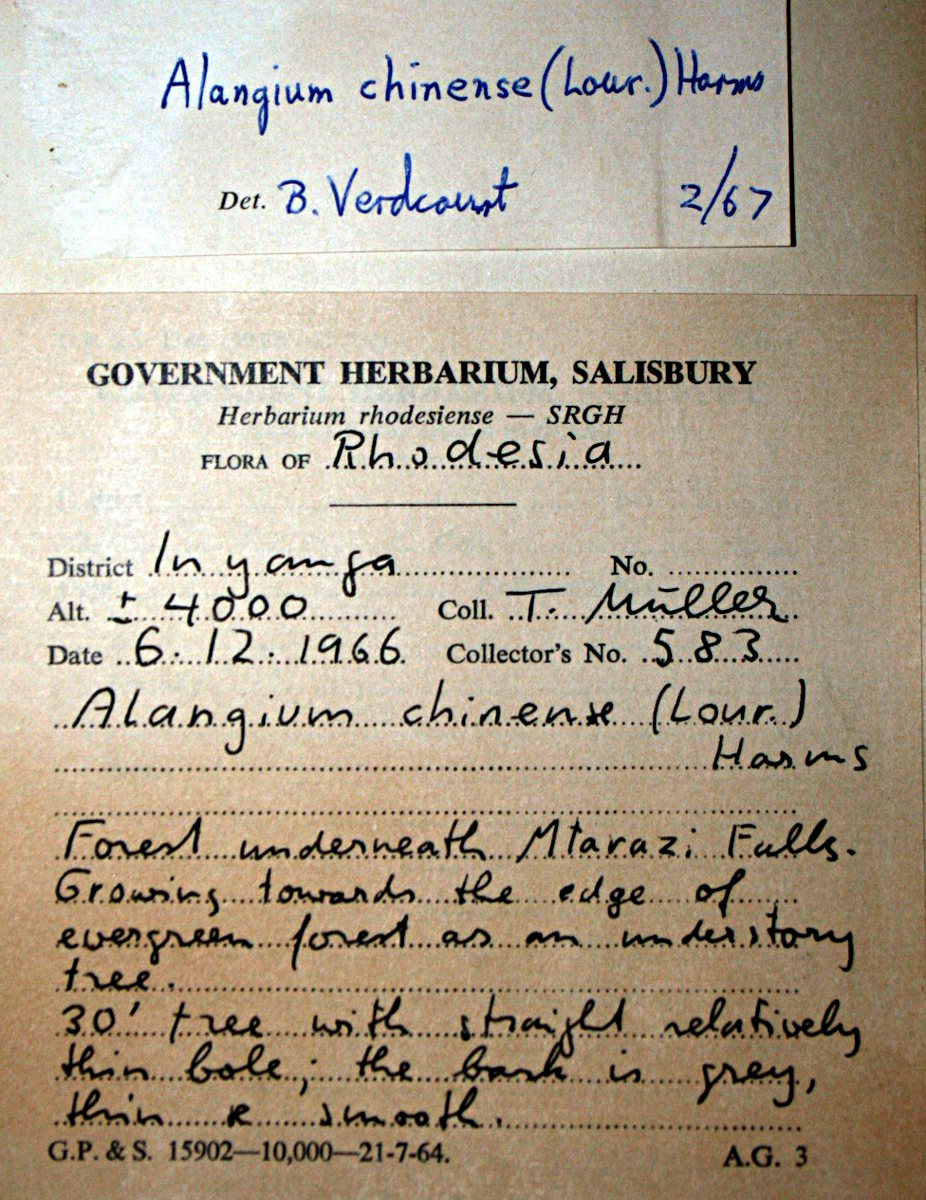 Alangium chinense (Lour.) Harms
Det. B. Verdcourt 2/67
GOVERNMENT HERBARIUM, SALISBURY
Herbarium rhodesiense — SRGH
FLORA OF Rhodesia
District Inyanga No.
Alt. ± 4000 Coll. T. Müller
Date 6.12.1966 Collector's No. 583
Alangium chinense (Lour.)
Harms
Forest underneath Mtarazi Falls.
Growing towards the edge of
evergreen forest as an understory
tree.
30' tree with straight relatively
thin bole; the bark is grey,
thin & smooth.
G.P. & S. 15902—10,000—21-7-64. A.G. 3